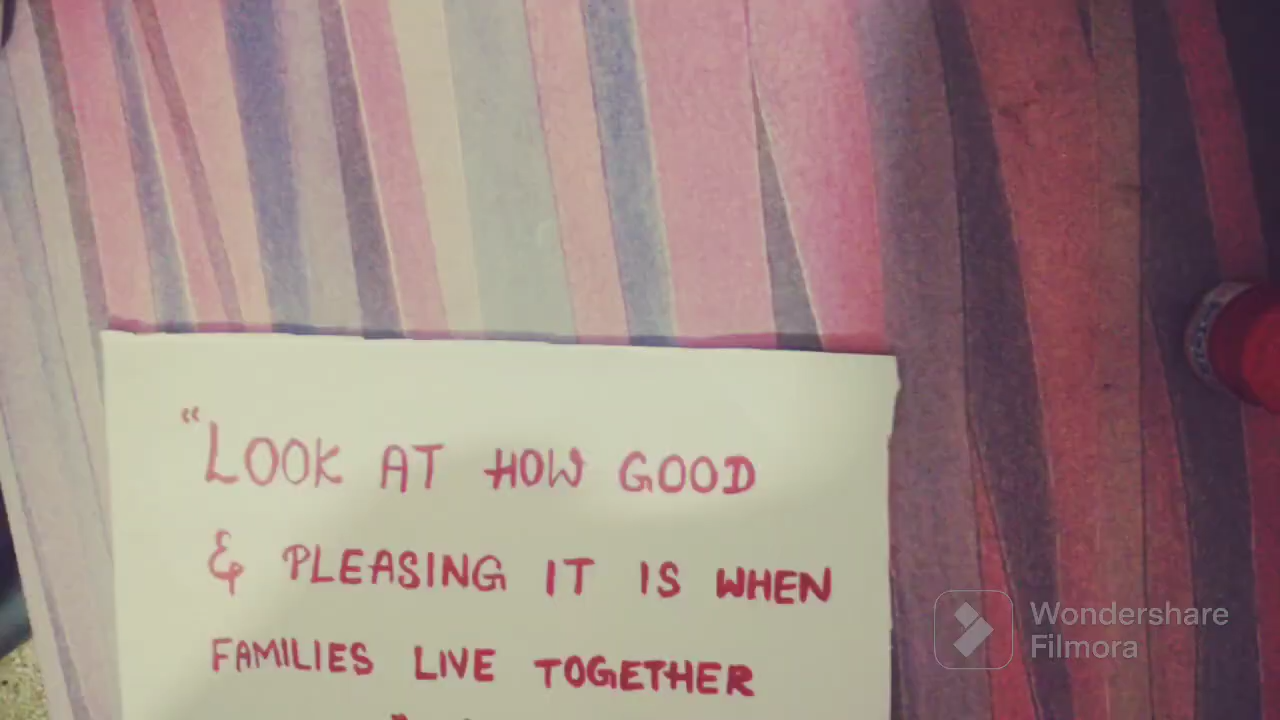 “LOOK AT HOW GOOD
& PLEASING IT IS WHEN
FAMILIES LIVE TOGETHER
Wondershare
Filmora